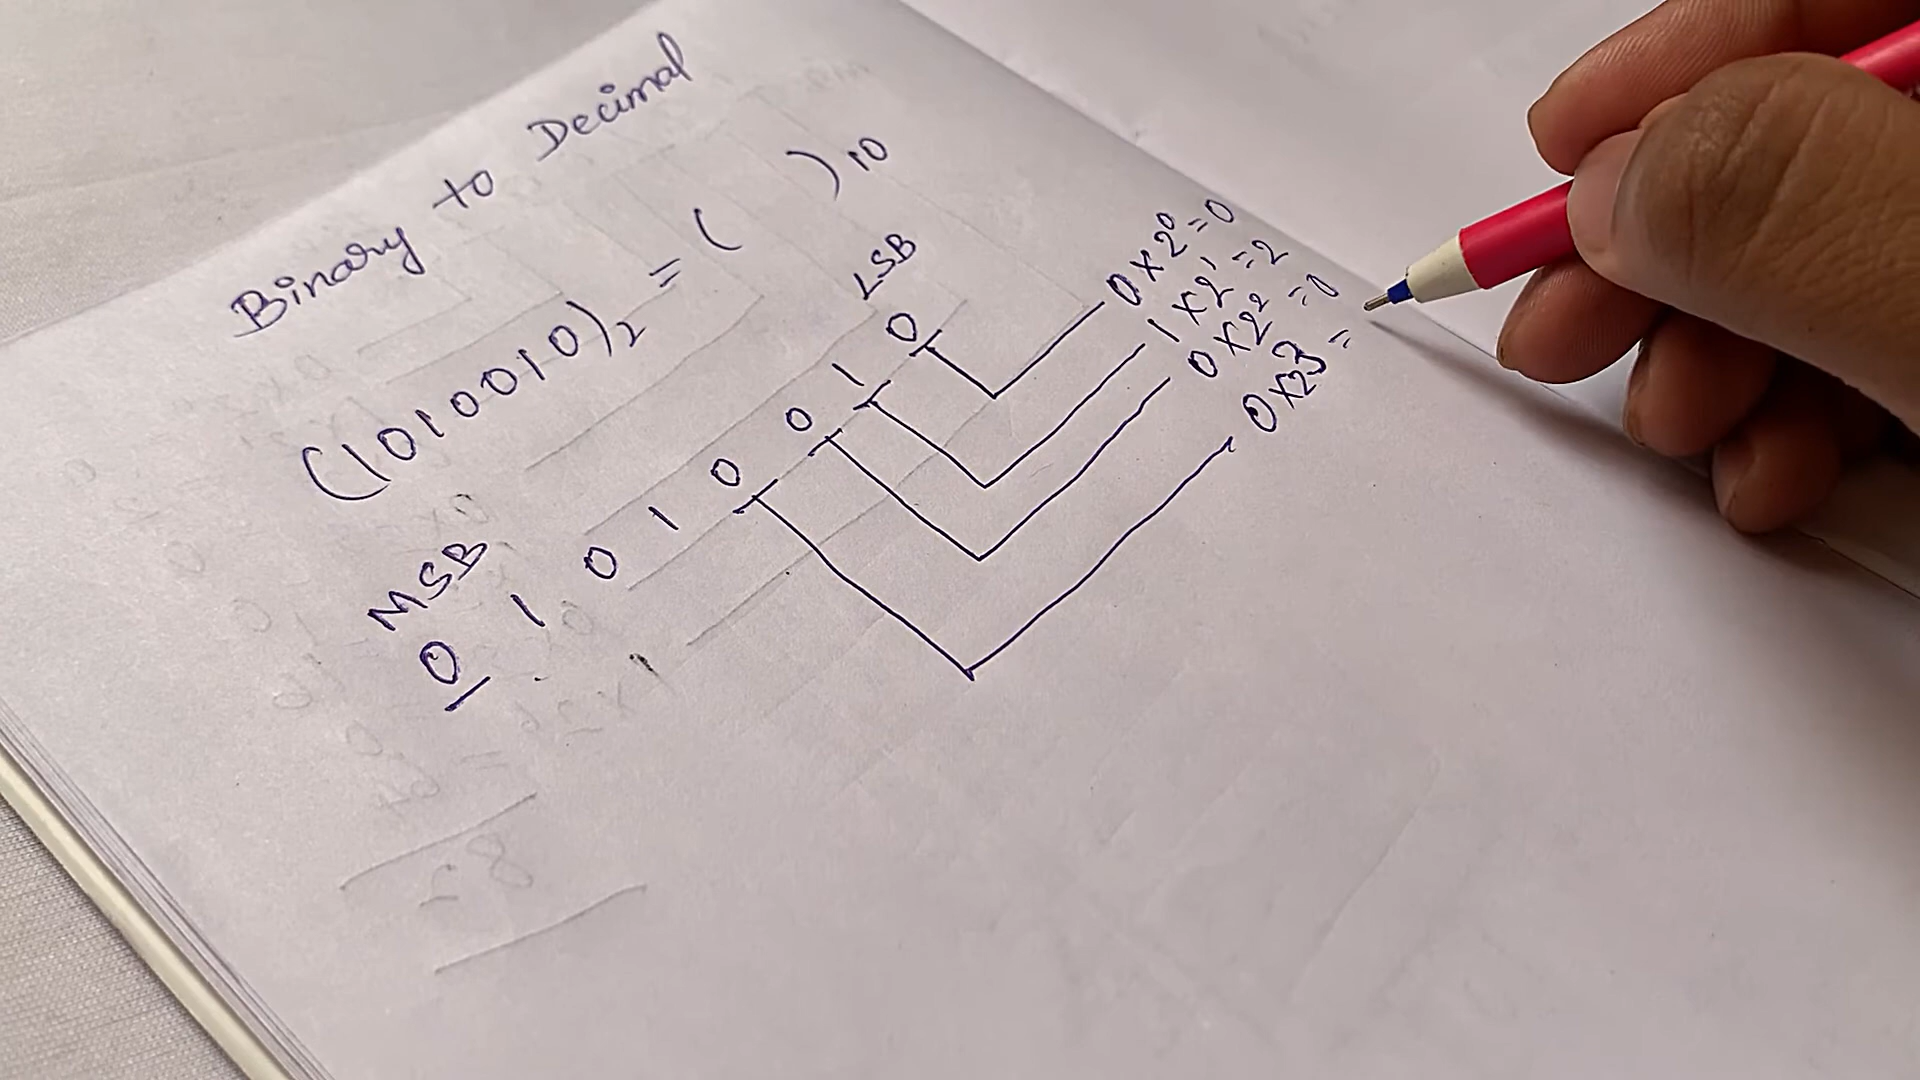 Binary to Decimal
(1010010)₂ = ( )₁₀
MSB LSB
0 1 0 1 0 0 1 0
0 × 2⁰ = 0
1 × 2¹ = 2
0 × 2² = 0
0 × 2³ =